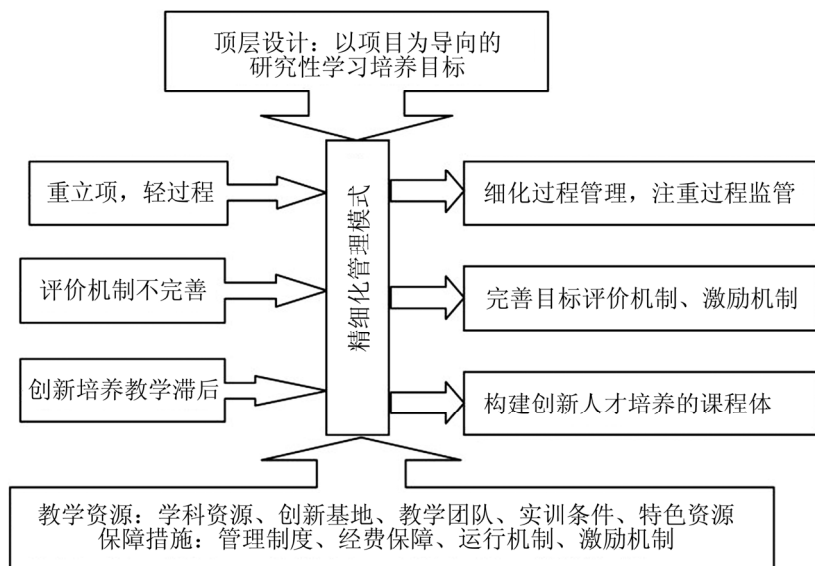 顶层设计：以项目为导向的
研究性学习培养目标
重立项，轻过程
评价机制不完善
创新培养教学滞后
精细化管理模式
细化过程管理，注重过程监管
完善目标评价机制、激励机制
构建创新人才培养的课程体
教学资源：学科资源、创新基地、教学团队、实训条件、特色资源
保障措施：管理制度、经费保障、运行机制、激励机制